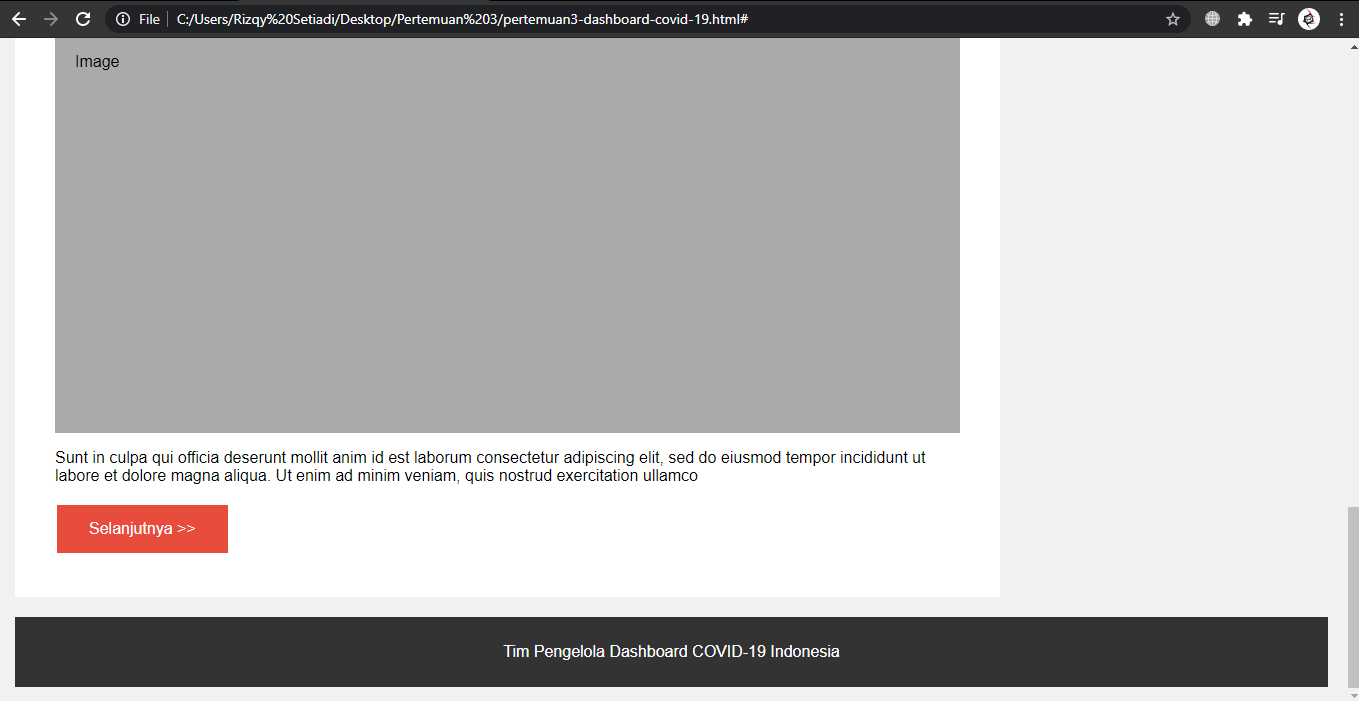 File
C:/Users/Rizqy%20Setiadi/Desktop/Pertemuan%203/pertemuan3-dashboard-covid-19.html#
Image
Sunt in culpa qui officia deserunt mollit anim id est laborum consectetur adipiscing elit, sed do eiusmod tempor incididunt ut
labore et dolore magna aliqua. Ut enim ad minim veniam, quis nostrud exercitation ullamco
Selanjutnya >>
Tim Pengelola Dashboard COVID-19 Indonesia